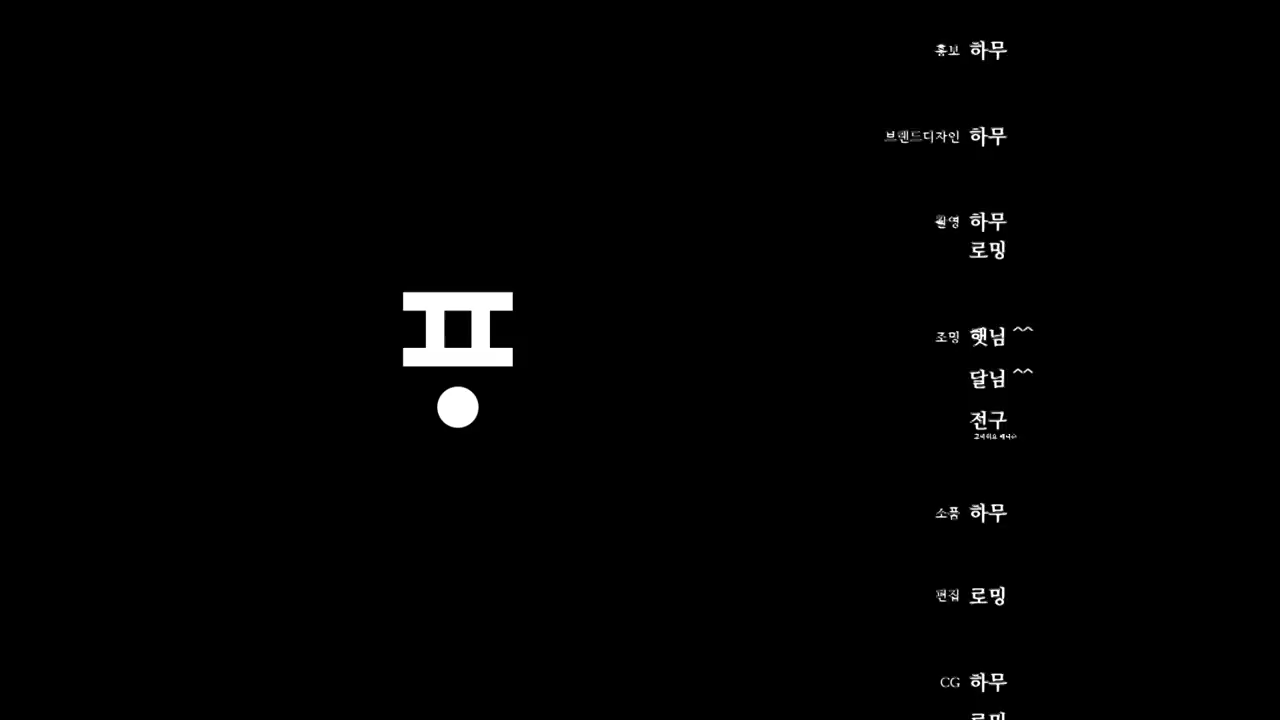 퓽
홍보 하무
브랜드디자인 하무
촬영 하무
로밍
조명 햇님 ^^
달님 ^^
전구
소품 하무
편집 로밍
CG 하무
로밍